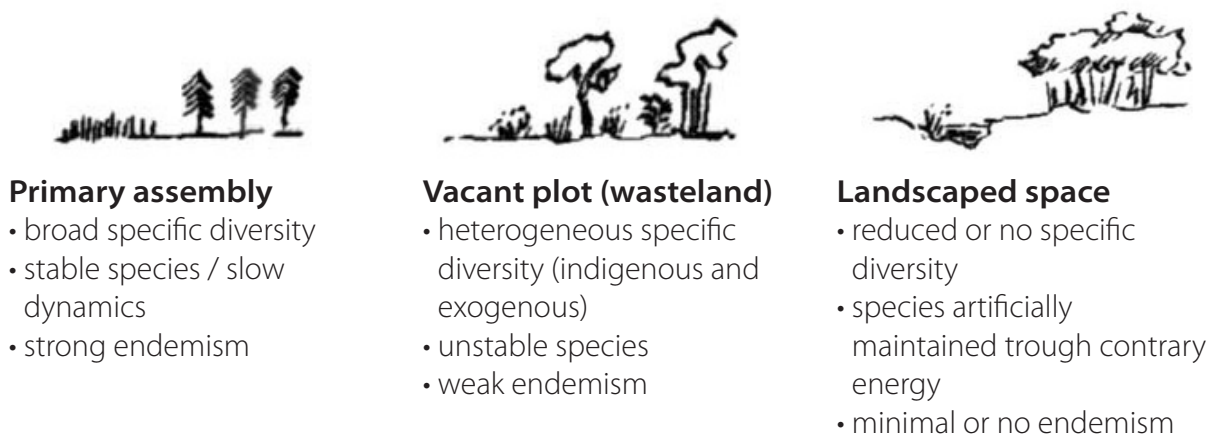 Primary assembly
• broad specific diversity
• stable species / slow
dynamics
• strong endemism
Vacant plot (wasteland)
• heterogeneous specific
diversity (indigenous and
exogenous)
• unstable species
• weak endemism
Landscaped space
• reduced or no specific
diversity
• species artificially
maintained trough contrary
energy
• minimal or no endemism